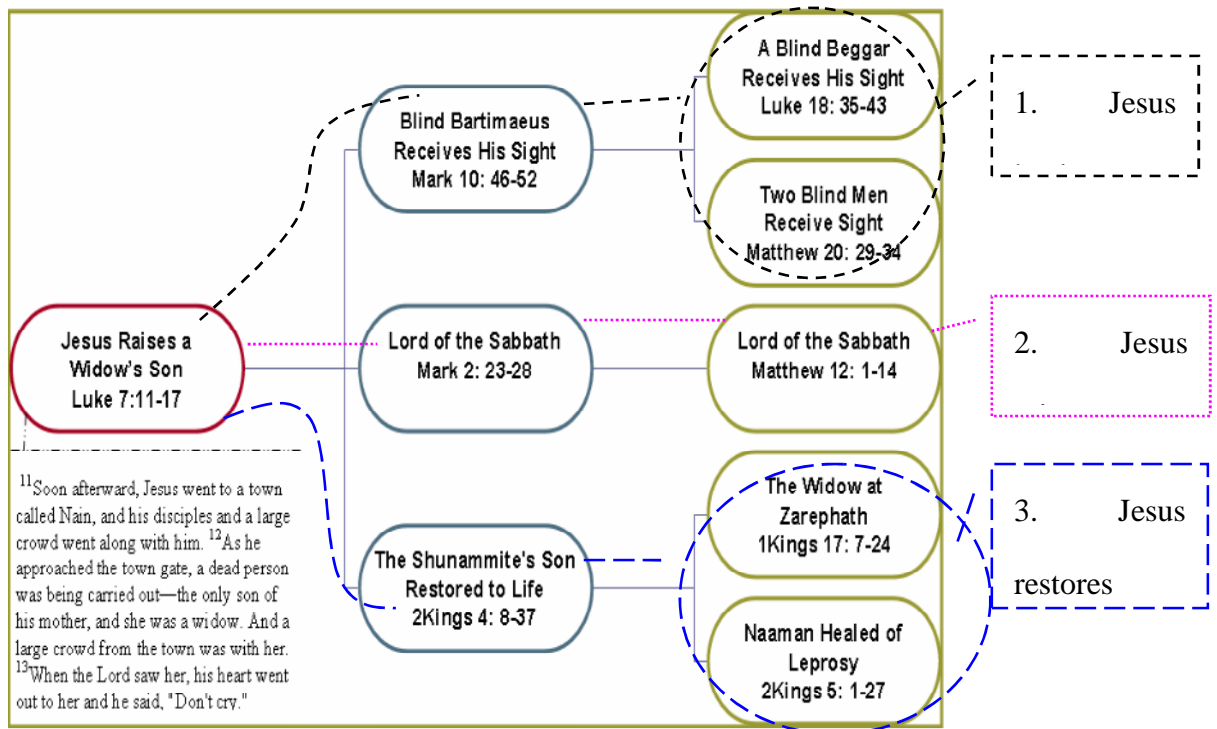 Jesus Raises a
Widow's Son
Luke 7:11-17
11Soon afterward, Jesus went to a town
called Nain, and his disciples and a large
crowd went along with him. 12As he
approached the town gate, a dead person
was being carried out—the only son of
his mother, and she was a widow. And a
large crowd from the town was with her.
13When the Lord saw her, his heart went
out to her and he said, "Don't cry."
Blind Bartimaeus
Receives His Sight
Mark 10: 46-52
Lord of the Sabbath
Mark 2: 23-28
The Shunammite's Son
Restored to Life
2Kings 4: 8-37
A Blind Beggar
Receives His Sight
Luke 18: 35-43
Two Blind Men
Receive Sight
Matthew 20: 29-34
Lord of the Sabbath
Matthew 12: 1-14
The Widow at
Zarephath
1Kings 17: 7-24
Naaman Healed of
Leprosy
2Kings 5: 1-27
1. Jesus
2. Jesus
3. Jesus
restores